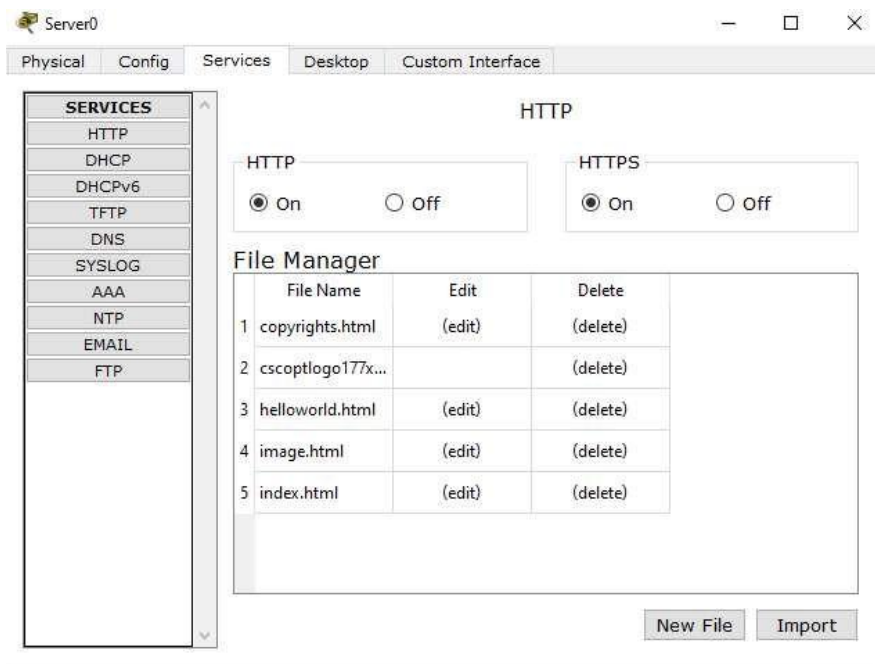 Server0
Physical Config Services Desktop Custom Interface
SERVICES
HTTP
DHCP
DHCPv6
TFTP
DNS
SYSLOG
AAA
NTP
EMAIL
FTP
HTTP
HTTP
On Off
HTTPS
On Off
File Manager
File Name Edit Delete
1 copyrights.html (edit) (delete)
2 cscoptlogo177x... (delete)
3 helloworld.html (edit) (delete)
4 image.html (edit) (delete)
5 index.html (edit) (delete)
New File Import